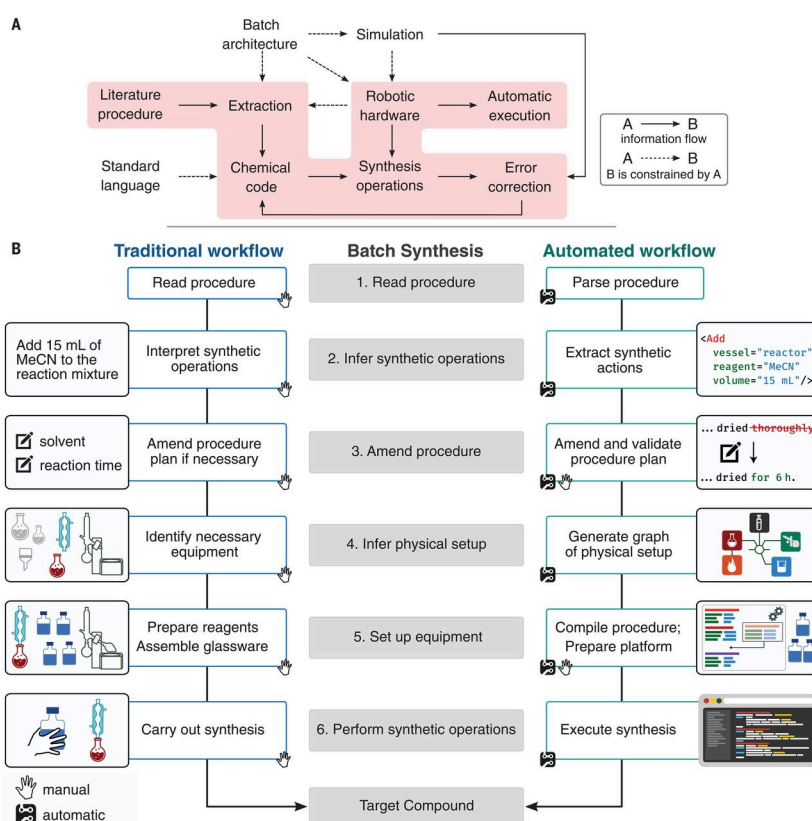 A
Batch
architecture
Simulation
Literature
procedure
Extraction
Robotic
hardware
Automatic
execution
A B
information flow
A B
B is constrained by A
Standard
language
Chemical
code
Synthesis
operations
Error
correction
B
Traditional workflow
Batch Synthesis
Automated workflow
Read procedure
1. Read procedure
Parse procedure
Add 15 mL of
MeCN to the
reaction mixture
Interpret synthetic
operations
2. Infer synthetic operations
Extract synthetic
actions
<Add
vessel="reactor"
reagent="MeCN"
volume="15 mL"/>
solvent
reaction time
Amend procedure
plan if necessary
3. Amend procedure
Amend and validate
procedure plan
... dried thoroughly
... dried for 6 h.
Identify necessary
equipment
4. Infer physical setup
Generate graph
of physical setup
Prepare reagents
Assemble glassware
5. Set up equipment
Compile procedure;
Prepare platform
Carry out synthesis
6. Perform synthetic operations
Execute synthesis
manual
automatic
Target Compound